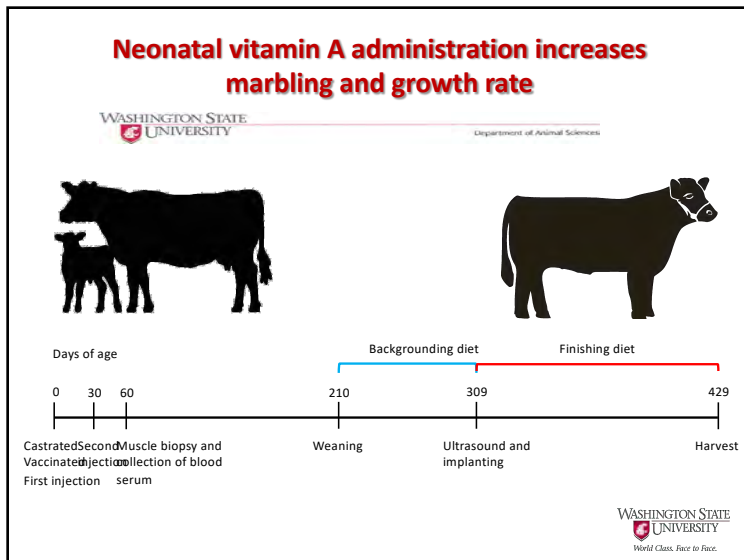 Neonatal vitamin A administration increases
marbling and growth rate
WASHINGTON STATE
UNIVERSITY
Department of Animal Sciences
Days of age
Backgrounding diet
Finishing diet
0 30 60 210 309 429
Castrated
Vaccinated
First injection
Second
injection
Muscle biopsy and
collection of blood
serum
Weaning
Ultrasound and
implanting
Harvest
WASHINGTON STATE
UNIVERSITY
World Class. Face to Face.